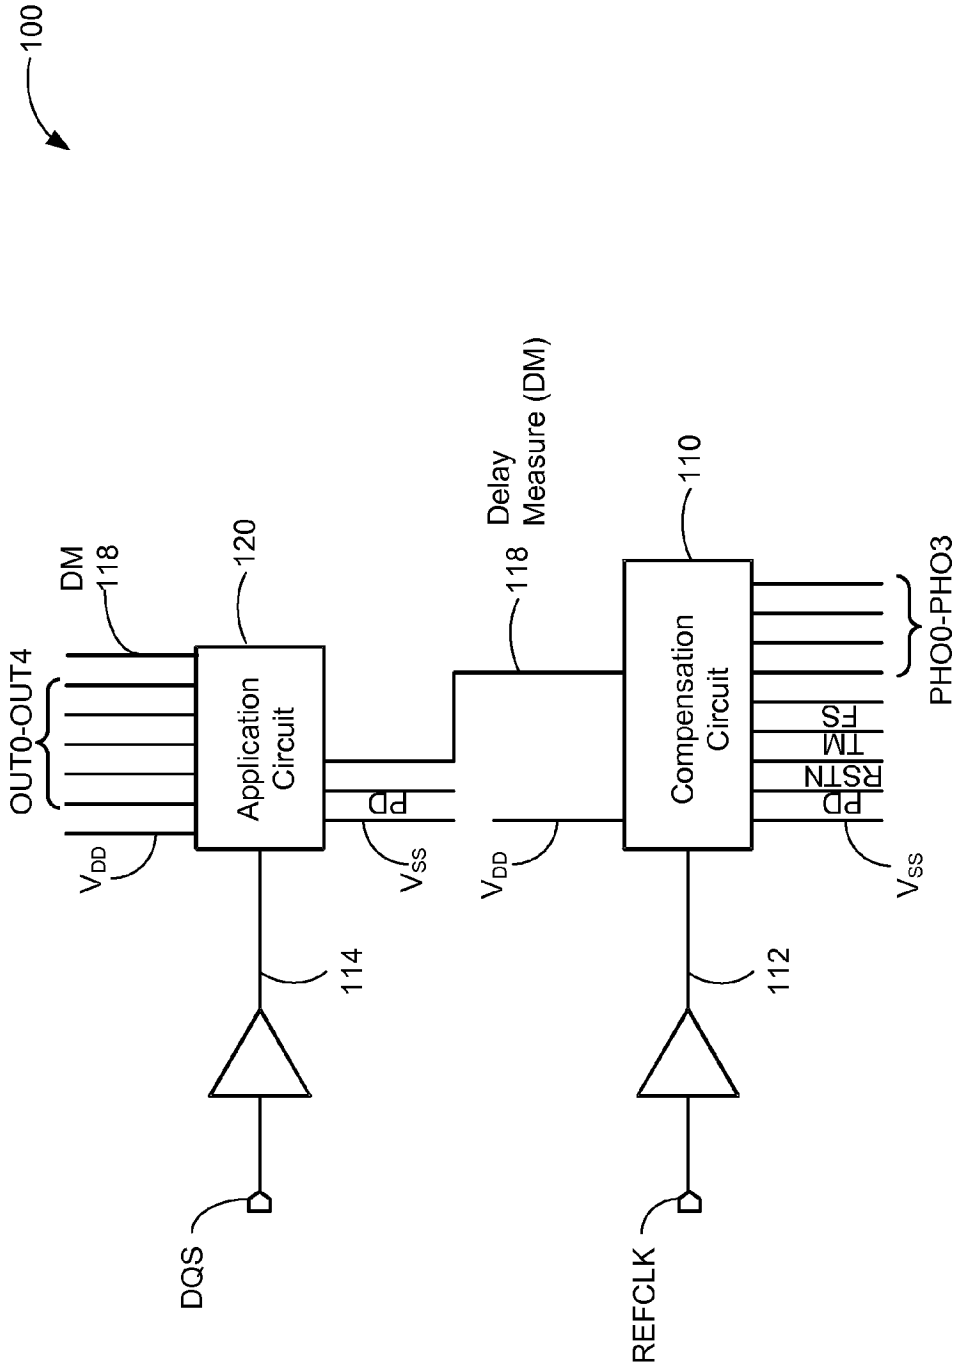 100
OUT0-OUT4
DM
118
120
VDD
Application
Circuit
PD
VSS
114
DQS
118
Delay
Measure (DM)
110
VDD
Compensation
Circuit
PD
RSTN
TM
FS
VSS
PHO0-PHO3
112
REFCLK